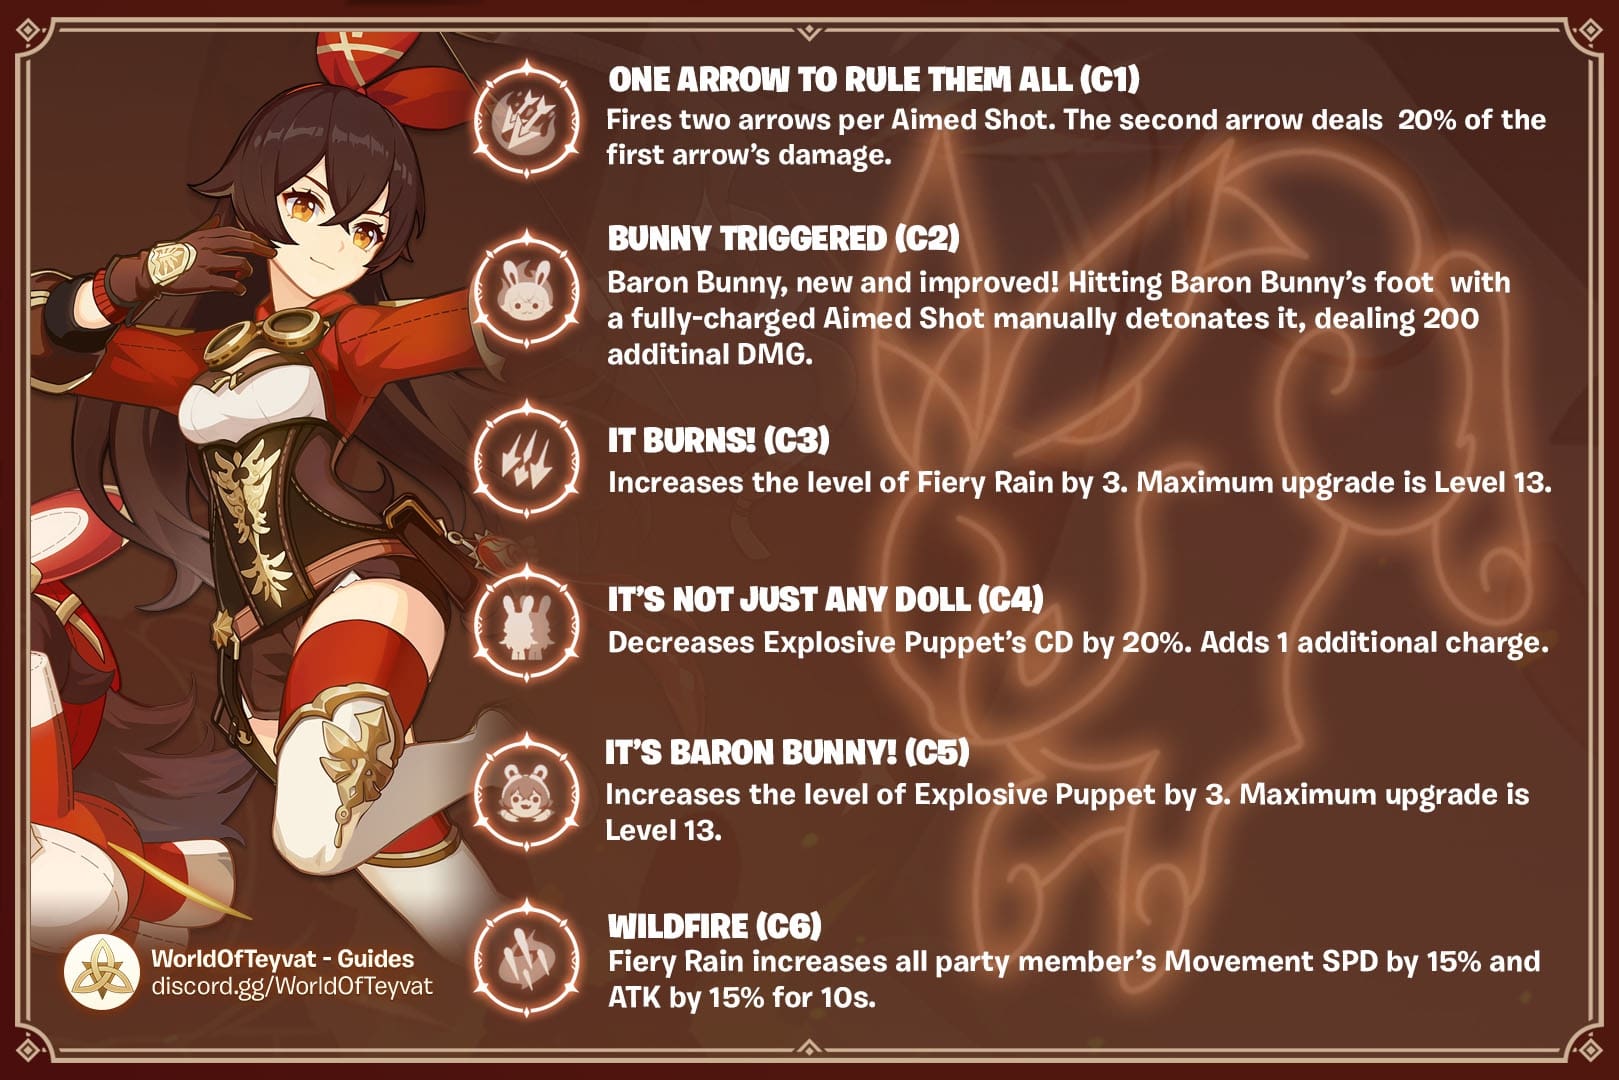 ONE ARROW TO RULE THEM ALL (C1)
Fires two arrows per Aimed Shot. The second arrow deals 20% of the
first arrow's damage.
BUNNY TRIGGERED (C2)
Baron Bunny, new and improved! Hitting Baron Bunny's foot with
a fully-charged Aimed Shot manually detonates it, dealing 200
additinal DMG.
IT BURNS! (C3)
Increases the level of Fiery Rain by 3. Maximum upgrade is Level 13.
IT'S NOT JUST ANY DOLL (C4)
Decreases Explosive Puppet's CD by 20%. Adds 1 additional charge.
IT'S BARON BUNNY! (C5)
Increases the level of Explosive Puppet by 3. Maximum upgrade is
Level 13.
WILDFIRE (C6)
Fiery Rain increases all party member's Movement SPD by 15% and
ATK by 15% for 10s.
WorldOfTeyvat - Guides
discord.gg/WorldOfTeyvat